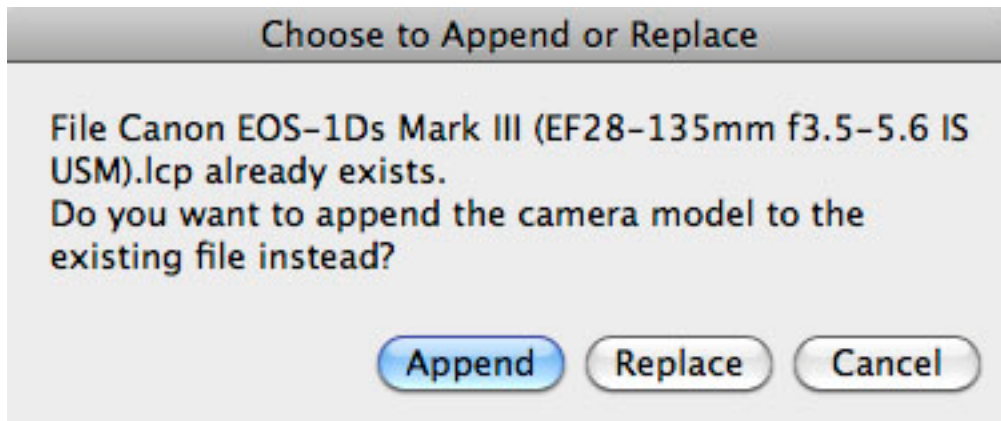 Choose to Append or Replace
File Canon EOS-1Ds Mark III (EF28-135mm f3.5-5.6 IS
USM).lcp already exists.
Do you want to append the camera model to the
existing file instead?
Append Replace Cancel